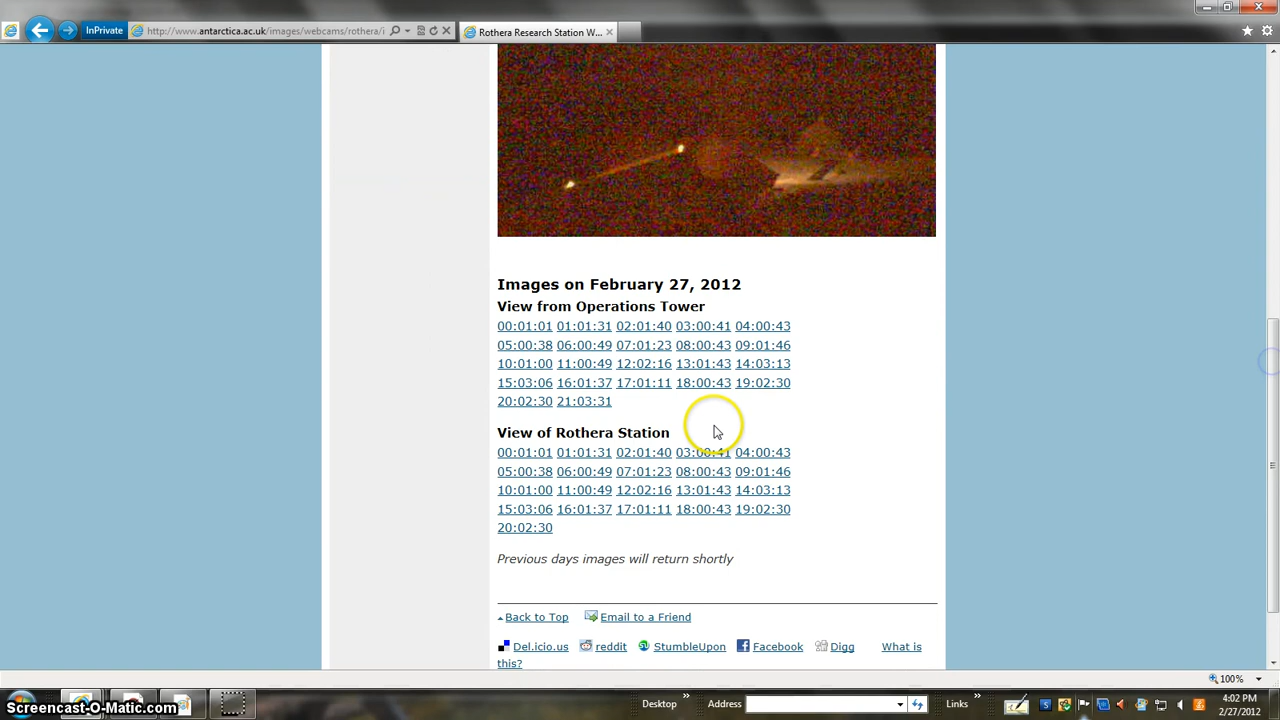 InPrivate
http://www.antarctica.ac.uk/images/webcams/rothera/i
Rothera Research Station W...
Images on February 27, 2012
View from Operations Tower
00:01:01 01:01:31 02:01:40 03:00:41 04:00:43
05:00:38 06:00:49 07:01:23 08:00:43 09:01:46
10:01:00 11:00:49 12:02:16 13:01:43 14:03:13
15:03:06 16:01:37 17:01:11 18:00:43 19:02:30
20:02:30 21:03:31
View of Rothera Station
00:01:01 01:01:31 02:01:40 03:00:41 04:00:43
05:00:38 06:00:49 07:01:23 08:00:43 09:01:46
10:01:00 11:00:49 12:02:16 13:01:43 14:03:13
15:03:06 16:01:37 17:01:11 18:00:43 19:02:30
20:02:30
Previous days images will return shortly
Back to Top Email to a Friend
Del.icio.us reddit StumbleUpon Facebook Digg What is
this?
100%
Screencast-O-Matic.com
Desktop » Address Links »
4:02 PM
2/27/2012